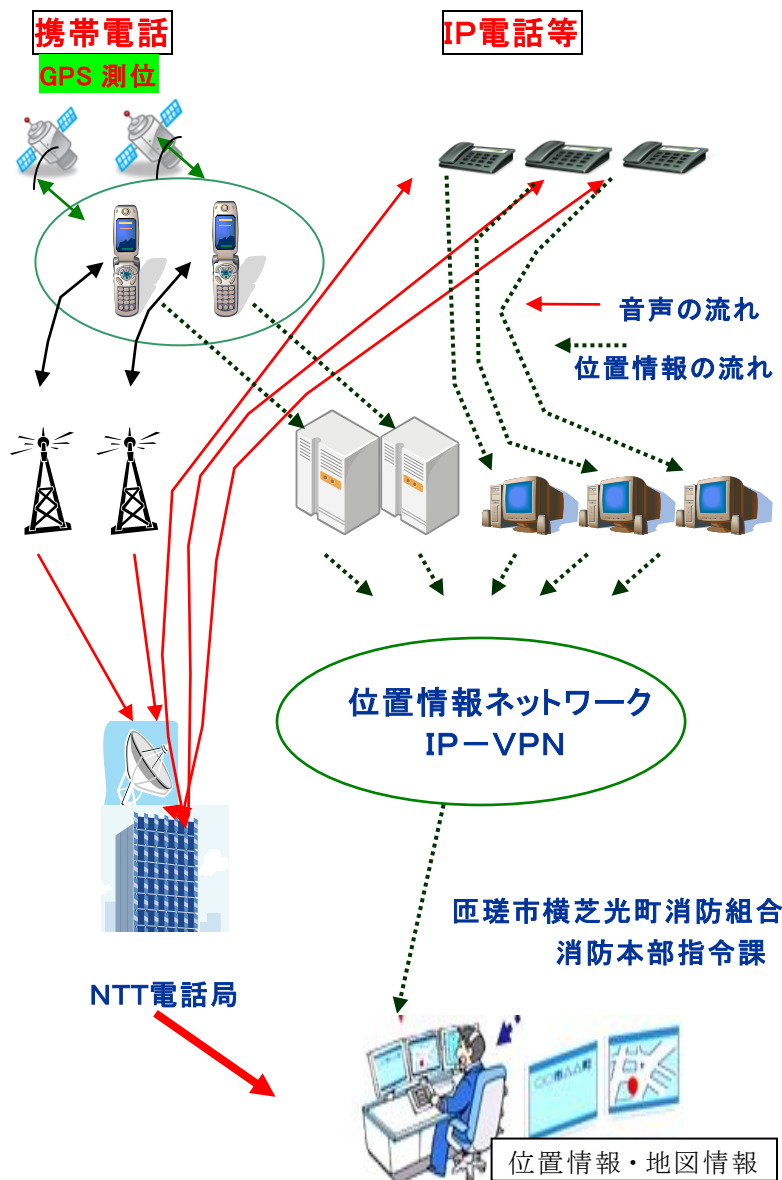 携帯電話
IP電話等
GPS 測位
音声の流れ
位置情報の流れ
位置情報ネットワーク
IP－VPN
匝瑳市横芝光町消防組合
消防本部指令課
NTT電話局
○○市△△町
位置情報・地図情報